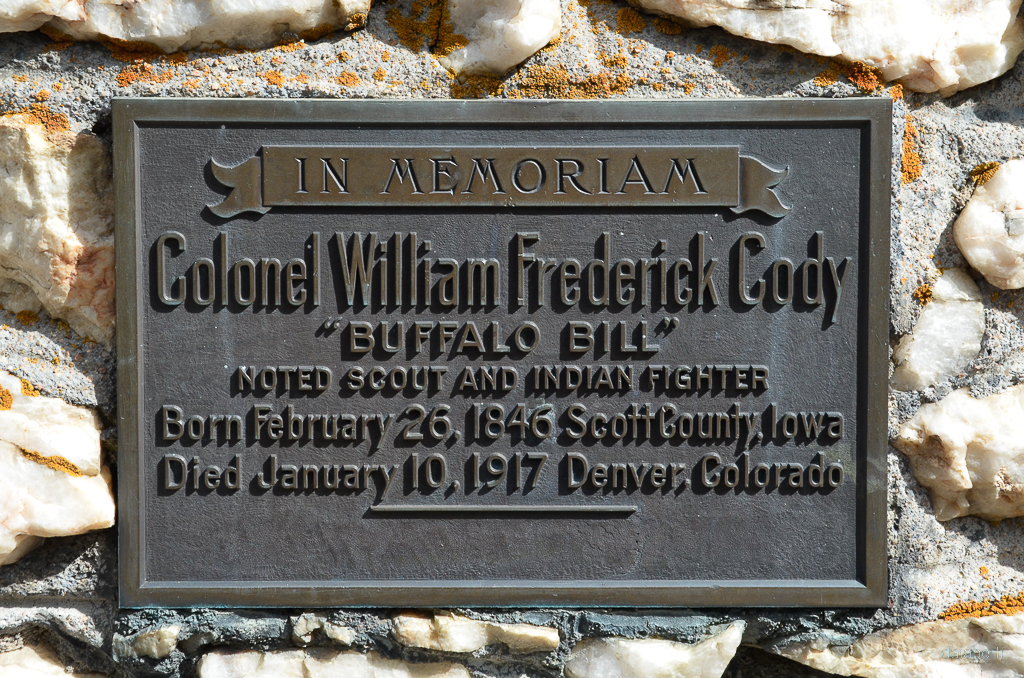 IN MEMORIAM
Colonel William Frederick Cody
"BUFFALO BILL"
NOTED SCOUT AND INDIAN FIGHTER
Born February 26, 1846 Scott County, Iowa
Died January 10, 1917 Denver, Colorado